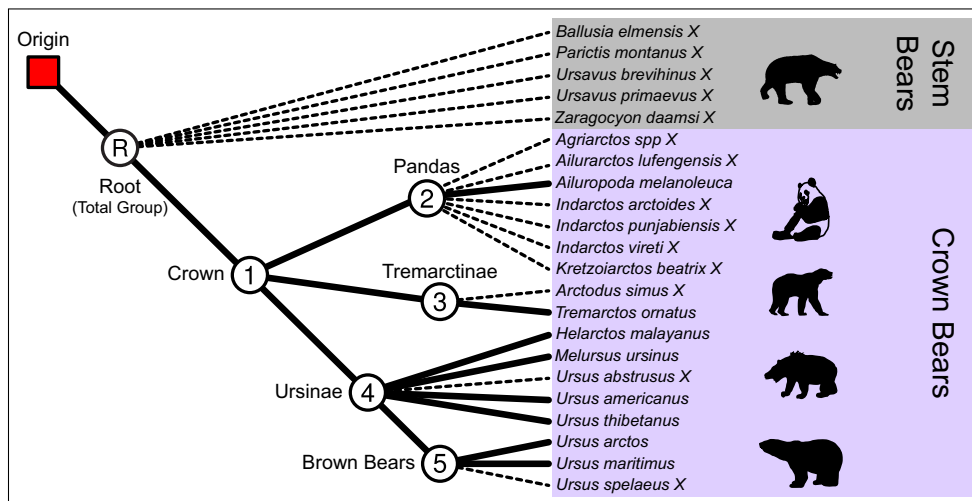 Origin
R
Root
(Total Group)
Crown
1
Pandas
2
Tremarctinae
3
Ursinae
4
Brown Bears
5
Ballusia elmensis X
Parictis montanus X
Ursavus brevihinus X
Ursavus primaevus X
Zaragocyon daamsi X
Agriarctos spp X
Ailurarctos lufengensis X
Ailuropoda melanoleuca
Indarctos arctoides X
Indarctos punjabiensis X
Indarctos vireti X
Kretzoiarctos beatrix X
Arctodus simus X
Tremarctos ornatus
Helarctos malayanus
Melursus ursinus
Ursus abstrusus X
Ursus americanus
Ursus thibetanus
Ursus arctos
Ursus maritimus
Ursus spelaeus X
Stem
Bears
Crown Bears